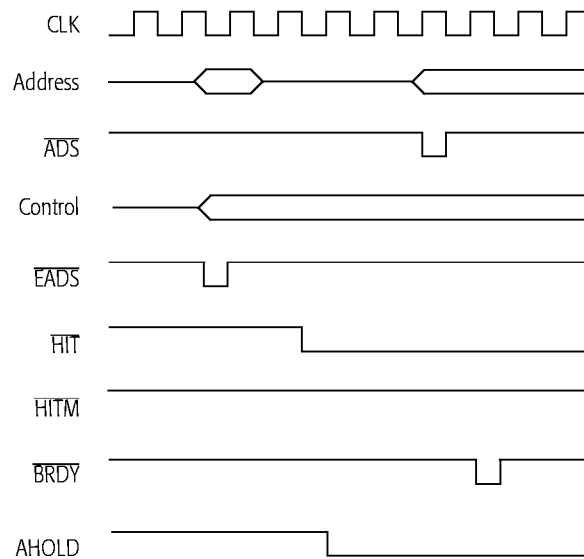 CLK
Address
ADS
Control
EADS
HIT
HITM
BRDY
AHOLD